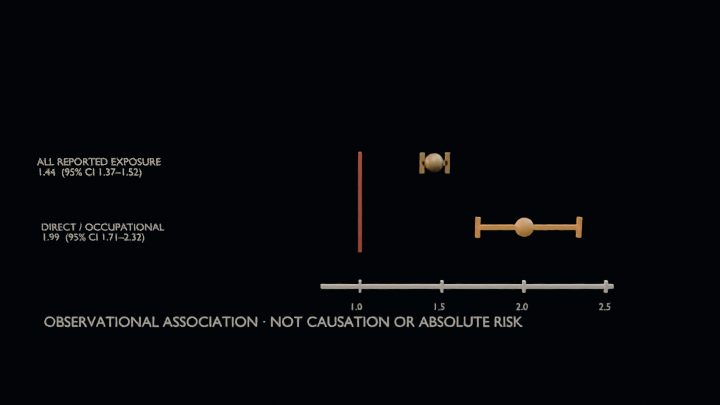 ALL REPORTED EXPOSURE
1.44 (95% CI 1.37–1.52)
DIRECT / OCCUPATIONAL
1.99 (95% CI 1.71–2.32)
1.0 1.5 2.0 2.5
OBSERVATIONAL ASSOCIATION · NOT CAUSATION OR ABSOLUTE RISK